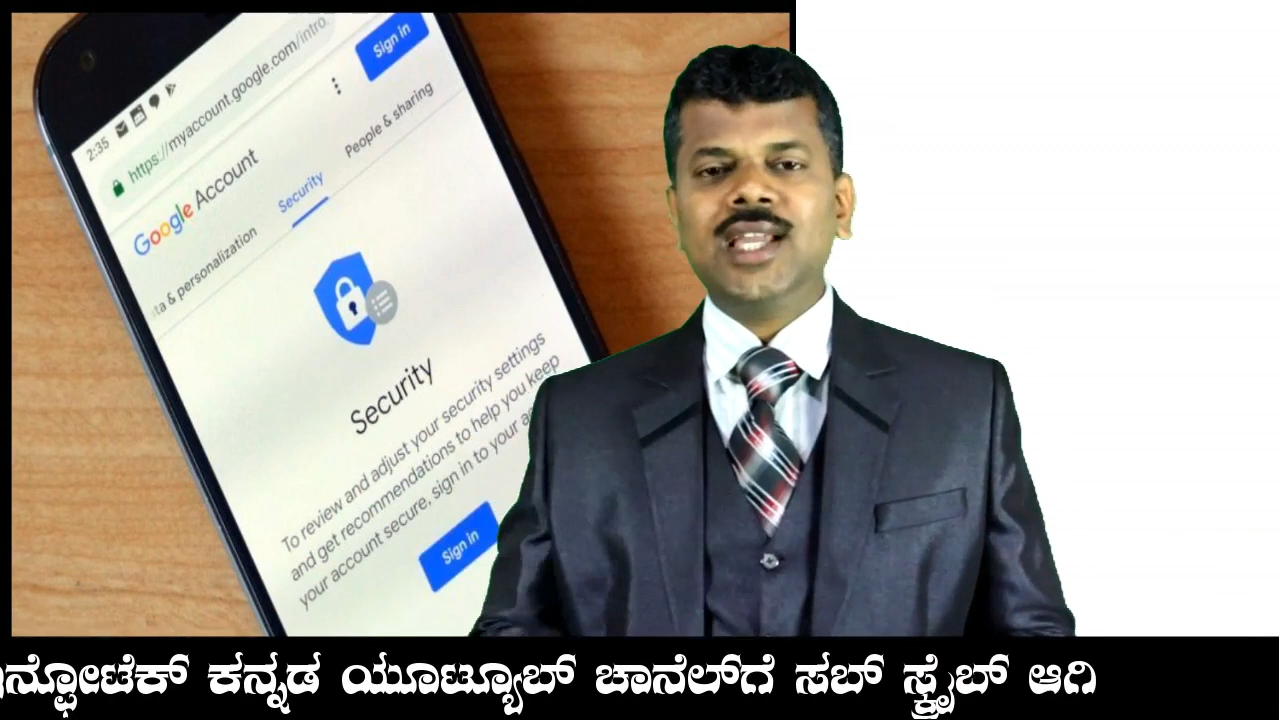 2:35
https://myaccount.google.com/intro
Sign in
Google Account
ta & personalization
Security
People & sharing
Security
To review and adjust your security settings
and get recommendations to help you keep
your account secure, sign in to your
Sign in
ಕನ್ನಡ ಯೂಟ್ಯೂಬ್ ಚಾನೆಲ್‌ಗೆ ಸಬ್ ಸ್ಕ್ರೈಬ್ ಆಗಿ